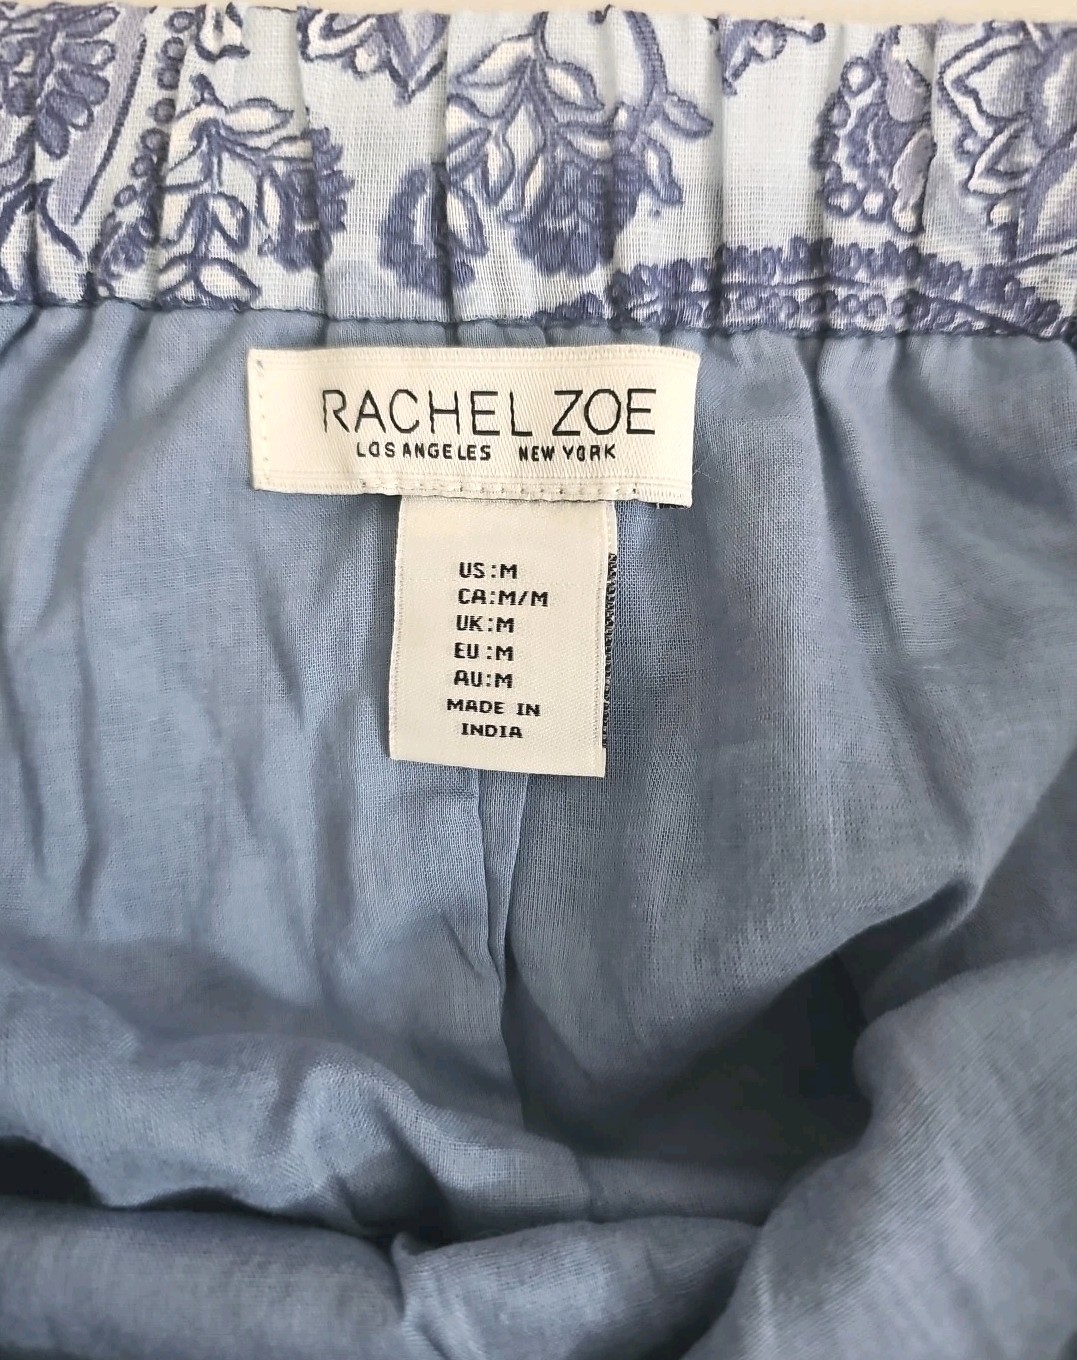 RACHEL ZOE
LOS ANGELES NEW YORK
US:M
CA:M/M
UK:M
EU:M
AU:M
MADE IN
INDIA